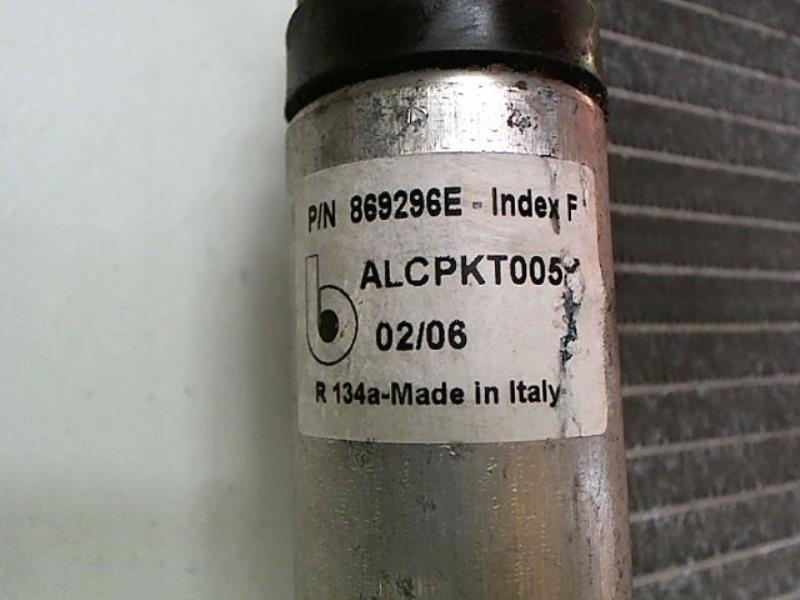 P/N 869296E - Index F
b
ALCPKT005
02/06
R 134a-Made in Italy